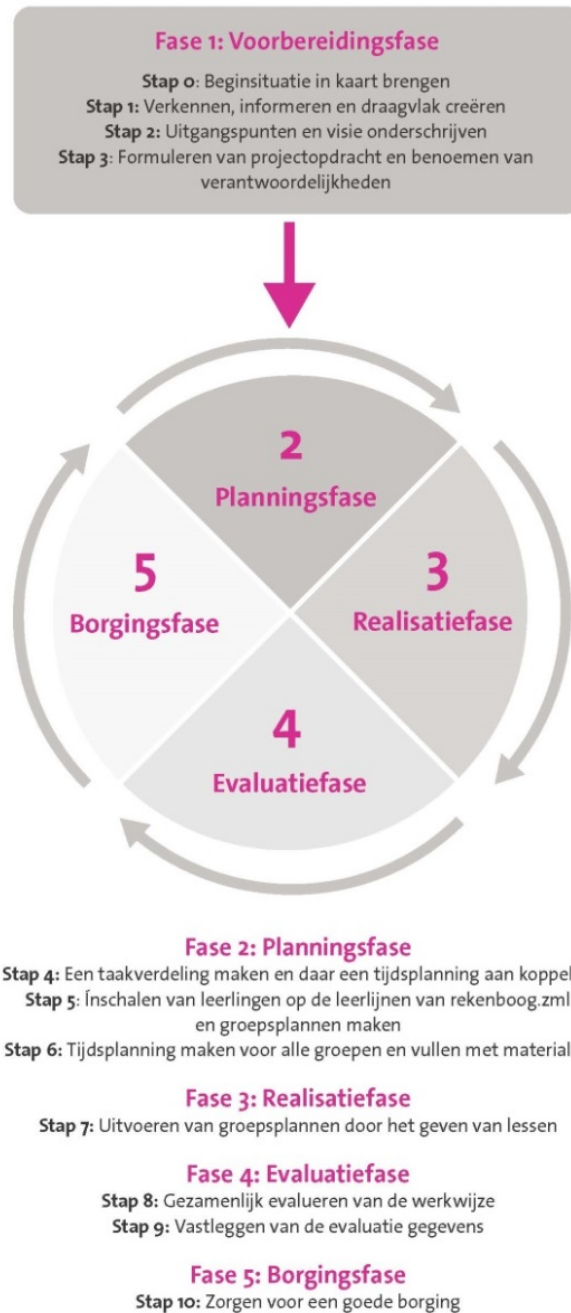 Fase 1: Voorbereidingsfase
Stap 0: Beginsituatie in kaart brengen
Stap 1: Verkennen, informeren en draagvlak creëren
Stap 2: Uitgangspunten en visie onderschrijven
Stap 3: Formuleren van projectopdracht en benoemen van
verantwoordelijkheden
2
Planningsfase
3
Realisatiefase
5
Borgingsfase
4
Evaluatiefase
Fase 2: Planningsfase
Stap 4: Een taakverdeling maken en daar een tijdsplanning aan koppel
Stap 5: Ínschalen van leerlingen op de leerlijnen van rekenboog.zml
en groepsplannen maken
Stap 6: Tijdsplanning maken voor alle groepen en vullen met material
Fase 3: Realisatiefase
Stap 7: Uitvoeren van groepsplannen door het geven van lessen
Fase 4: Evaluatiefase
Stap 8: Gezamenlijk evalueren van de werkwijze
Stap 9: Vastleggen van de evaluatie gegevens
Fase 5: Borgingsfase
Stap 10: Zorgen voor een goede borging